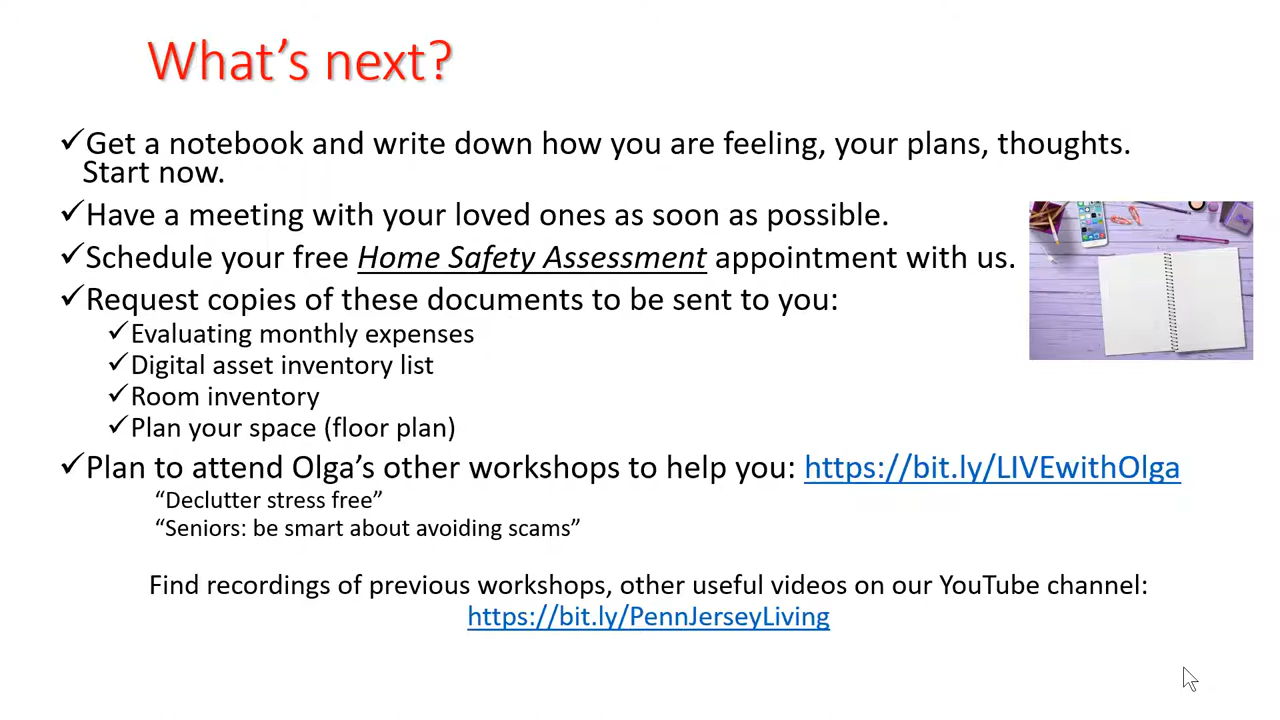 What’s next?
✓Get a notebook and write down how you are feeling, your plans, thoughts.
Start now.
✓Have a meeting with your loved ones as soon as possible.
✓Schedule your free Home Safety Assessment appointment with us.
✓Request copies of these documents to be sent to you:
✓Evaluating monthly expenses
✓Digital asset inventory list
✓Room inventory
✓Plan your space (floor plan)
✓Plan to attend Olga’s other workshops to help you: https://bit.ly/LIVEwithOlga
“Declutter stress free”
“Seniors: be smart about avoiding scams”
Find recordings of previous workshops, other useful videos on our YouTube channel:
https://bit.ly/PennJerseyLiving